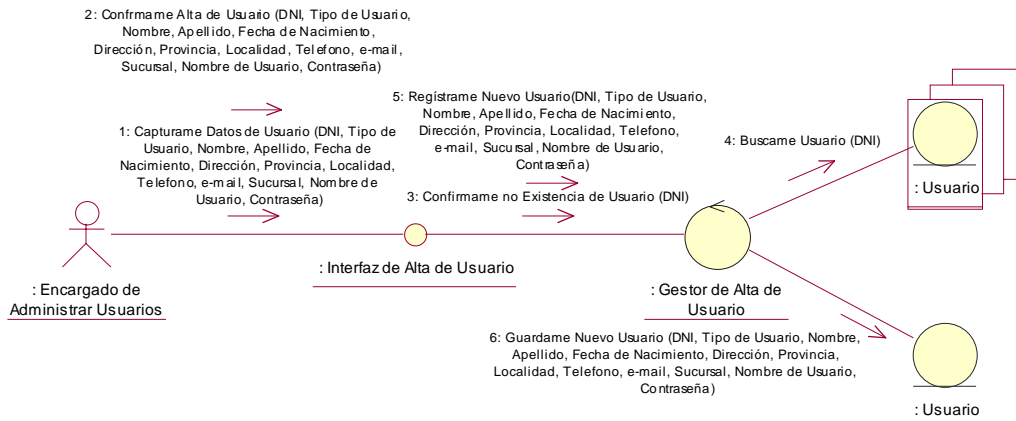 2: Confrmame Alta de Usuario (DNI, Tipo de Usuario,
Nombre, Apellido, Fecha de Nacimiento,
Dirección, Provincia, Localidad, Telefono, e-mail,
Sucursal, Nombre de Usuario, Contraseña)
1: Capturame Datos de Usuario (DNI, Tipo de
Usuario, Nombre, Apellido, Fecha de
Nacimiento, Dirección, Provincia, Localidad,
Telefono, e-mail, Sucursal, Nombre de
Usuario, Contraseña)
5: Regístrame Nuevo Usuario(DNI, Tipo de Usuario,
Nombre, Apellido, Fecha de Nacimiento,
Dirección, Provincia, Localidad, Telefono,
e-mail, Sucursal, Nombre de Usuario,
Contraseña)
3: Confirmame no Existencia de Usuario (DNI)
4: Buscame Usuario (DNI)
: Usuario
: Encargado de
Administrar Usuarios
: Interfaz de Alta de Usuario
: Gestor de Alta de
Usuario
6: Guardame Nuevo Usuario (DNI, Tipo de Usuario, Nombre,
Apellido, Fecha de Nacimiento, Dirección, Provincia,
Localidad, Telefono, e-mail, Sucursal, Nombre de Usuario,
Contraseña)
: Usuario